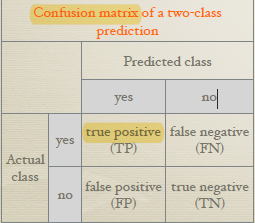 Confusion matrix of a two-class
prediction
Predicted class
yes no
Actual
class
yes true positive
(TP) false negative
(FN)
no false positive
(FP) true negative
(TN)